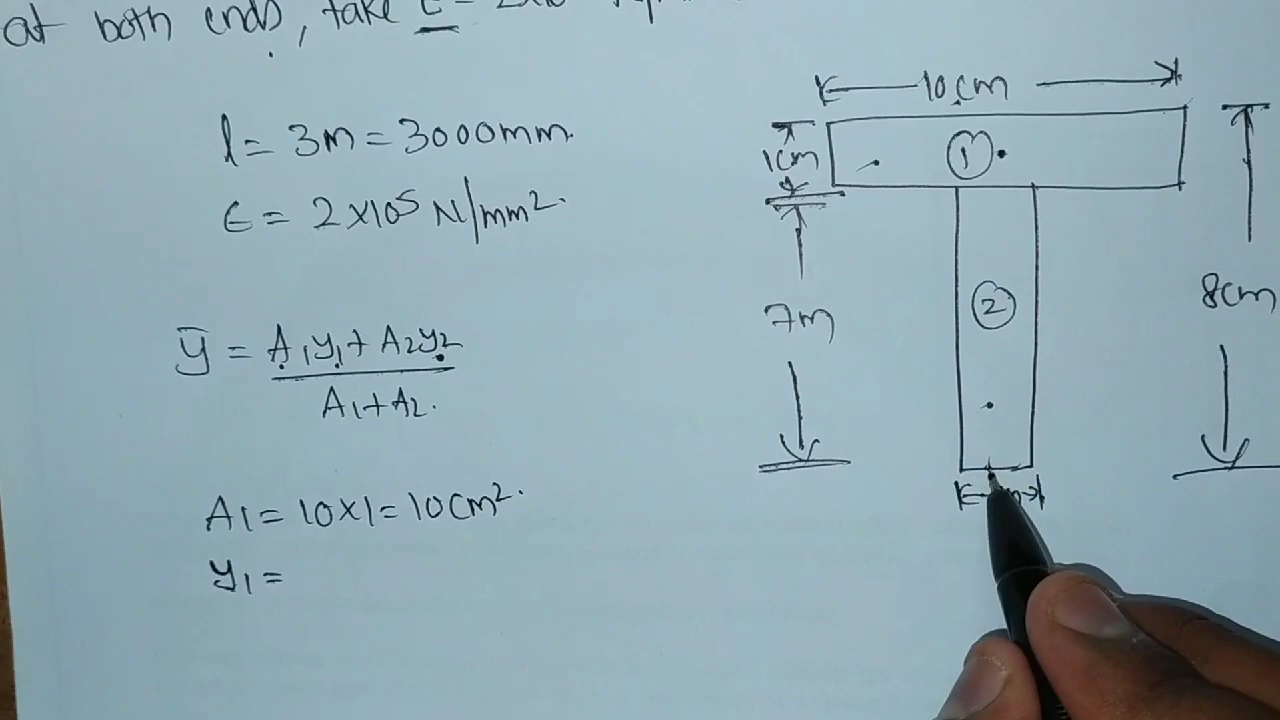 at both ends, take E =
l = 3m = 3000mm.
E = 2×10⁵ N/mm².
y̅ = A₁y₁ + A₂y₂
A₁ + A₂.
A₁ = 10×1 = 10cm².
y₁ =
10cm
1cm
①
②
7m
8cm